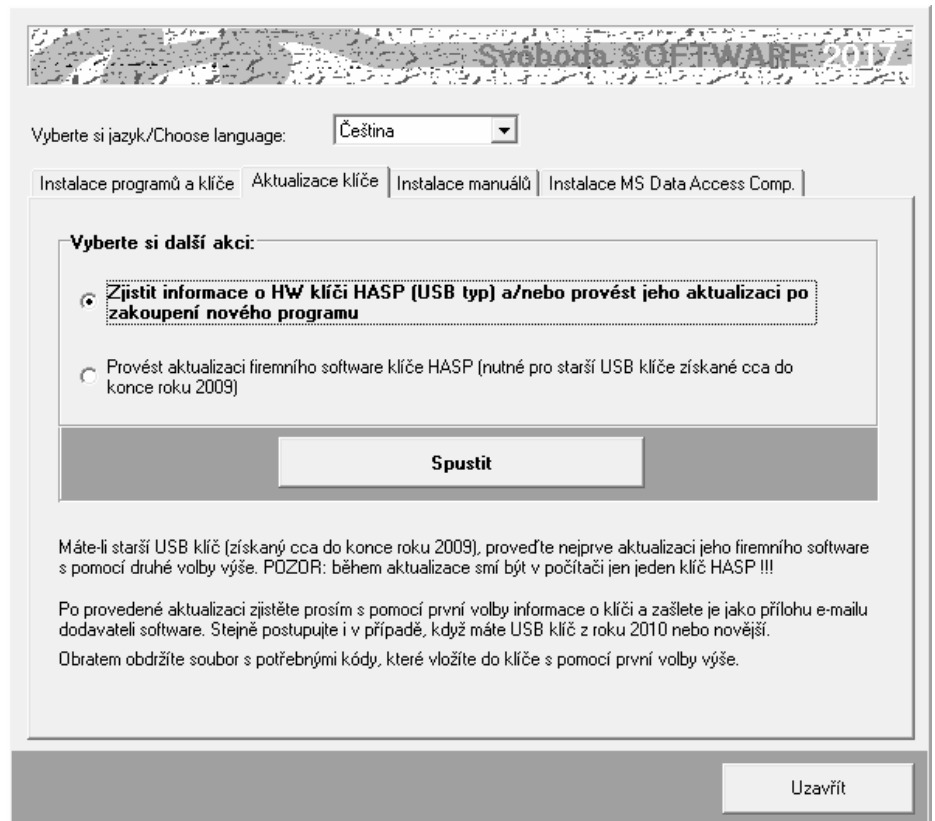 Svoboda SOFTWARE 2017
Vyberte si jazyk/Choose language:
Čeština
Instalace programů a klíče
Aktualizace klíče
Instalace manuálů
Instalace MS Data Access Comp.
Vyberte si další akci:
Zjistit informace o HW klíči HASP (USB typ) a/nebo provést jeho aktualizaci po
zakoupení nového programu
Provést aktualizaci firemního software klíče HASP (nutné pro starší USB klíče získané cca do
konce roku 2009)
Spustit
Máte-li starší USB klíč (získaný cca do konce roku 2009), proveďte nejprve aktualizaci jeho firemního software
s pomocí druhé volby výše. POZOR: během aktualizace smí být v počítači jen jeden klíč HASP !!!
Po provedené aktualizaci zjistěte prosím s pomocí první volby informace o klíči a zašlete je jako přílohu e-mailu
dodavateli software. Stejně postupujte i v případě, když máte USB klíč z roku 2010 nebo novější.
Obratem obdržíte soubor s potřebnými kódy, které vložíte do klíče s pomocí první volby výše.
Uzavřít